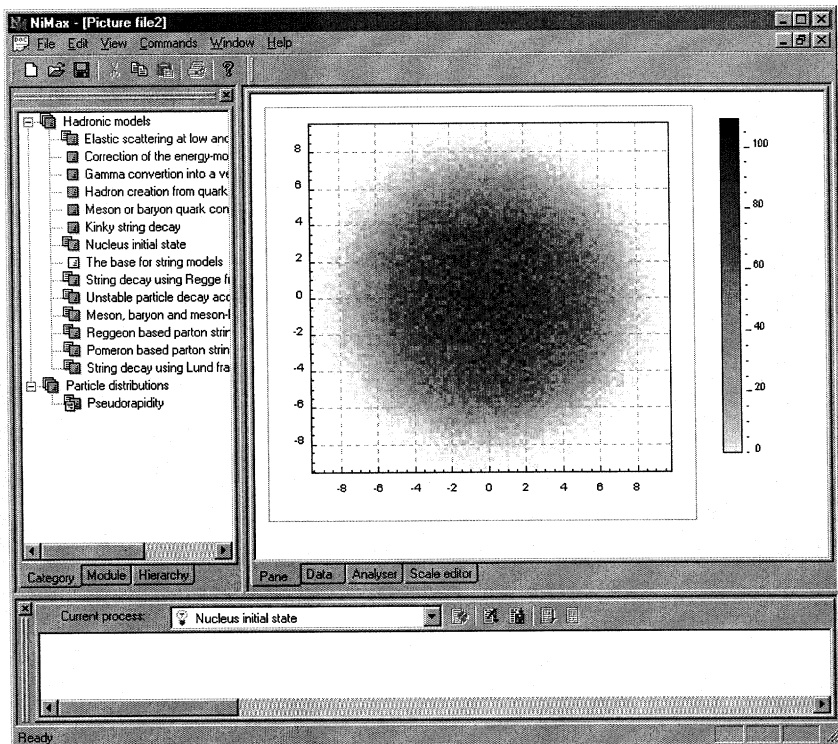 NiMax - [Picture file2]
File Edit View Commands Window Help
Hadronic models
Elastic scattering at low and
Correction of the energy-mo
Gamma convertion into a ve
Hadron creation from quark
Meson or baryon quark con
Kinky string decay
Nucleus initial state
The base for string models
String decay using Regge fr
Unstable particle decay acc
Meson, baryon and meson-
Reggeon based parton strin
Pomeron based parton strin
String decay using Lund fra
Particle distributions
Pseudorapidity
Category Module Hierarchy
8
6
4
2
0
-2
-4
-6
-8
-8 -6 -4 -2 0 2 4 6 8
100
80
60
40
20
0
Pane Data Analyser Scale editor
Current process: Nucleus initial state
Ready